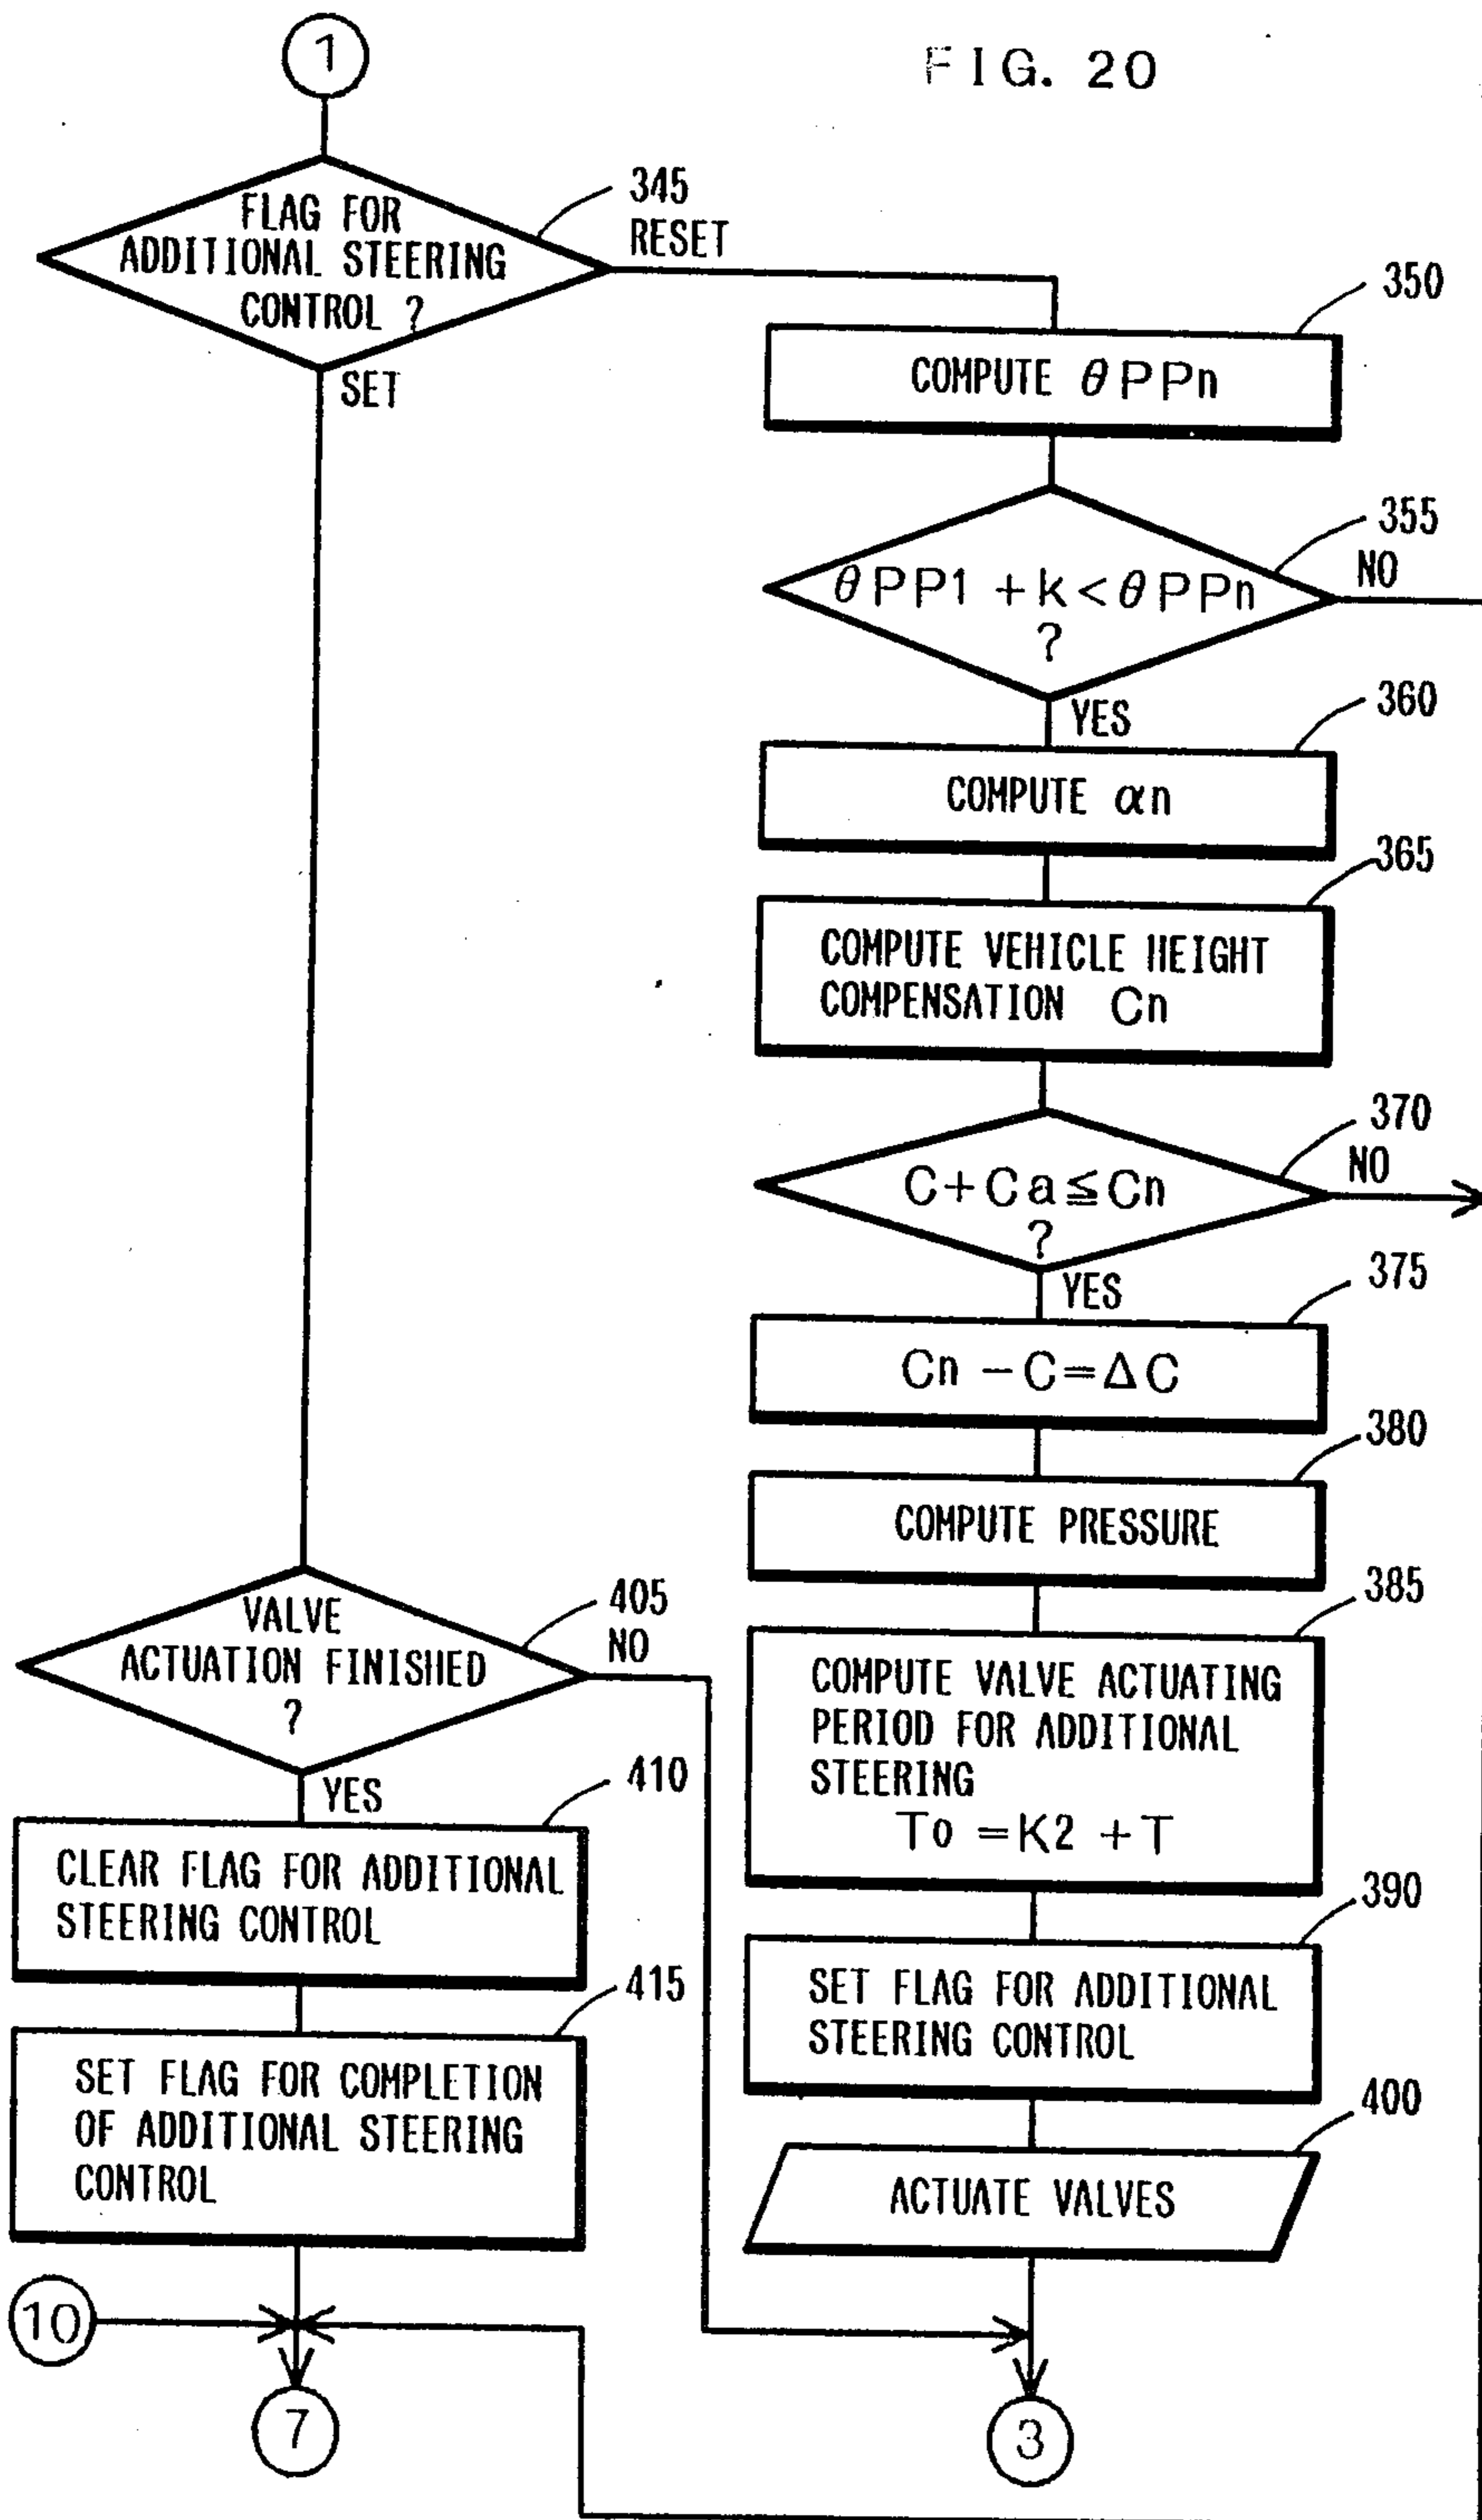 FIG. 20
1
FLAG FOR
ADDITIONAL STEERING
CONTROL ?
345
RESET
SET
350
COMPUTE θPPn
355
NO
θPP1 +k<θPPn
?
YES
360
COMPUTE αn
365
COMPUTE VEHICLE HEIGHT
COMPENSATION Cn
370
NO
C+Ca≦Cn
?
YES
375
Cn −C=ΔC
380
COMPUTE PRESSURE
385
COMPUTE VALVE ACTUATING
PERIOD FOR ADDITIONAL
STEERING
To =K2 +T
390
SET FLAG FOR ADDITIONAL
STEERING CONTROL
400
ACTUATE VALVES
3
VALVE
ACTUATION FINISHED
?
405
NO
YES
410
CLEAR FLAG FOR ADDITIONAL
STEERING CONTROL
415
SET FLAG FOR COMPLETION
OF ADDITIONAL STEERING
CONTROL
10
7